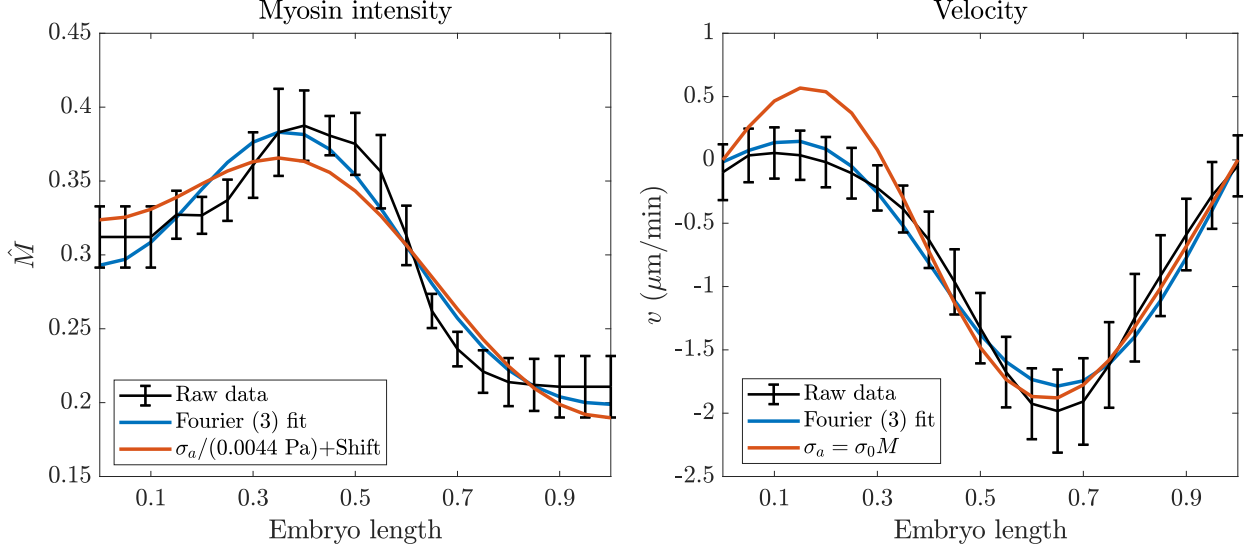 Myosin intensity
0.45
0.4
0.35
0.3
0.25
0.2
0.15
M̂
Raw data
Fourier (3) fit
σₐ/(0.0044 Pa)+Shift
0.1 0.3 0.5 0.7 0.9
Embryo length
Velocity
1
0.5
0
-0.5
-1
-1.5
-2
-2.5
v (μm/min)
Raw data
Fourier (3) fit
σₐ = σ₀M
0.1 0.3 0.5 0.7 0.9
Embryo length